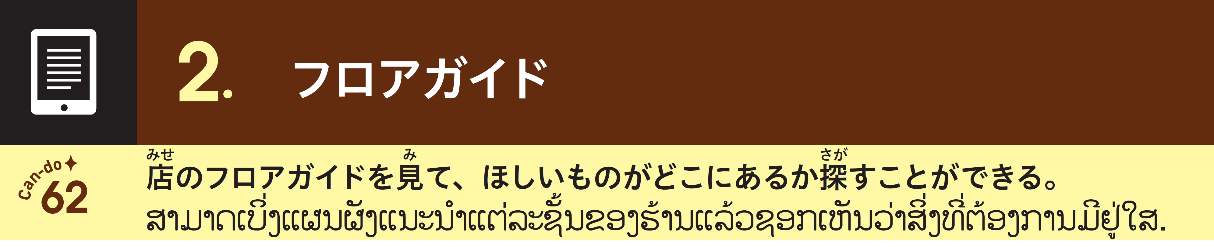 2. フロアガイド
Can-do 62
みせ み さが
店のフロアガイドを見て、ほしいものがどこにあるか探すことができる。
ສາມາດເບິ່ງແຜນຜັງແນະນຳແຕ່ລະຊັ້ນຂອງຮ້ານແລ້ວຊອກເຫັນວ່າສິ່ງທີ່ຕ້ອງການມີຢູ່ໃສ.